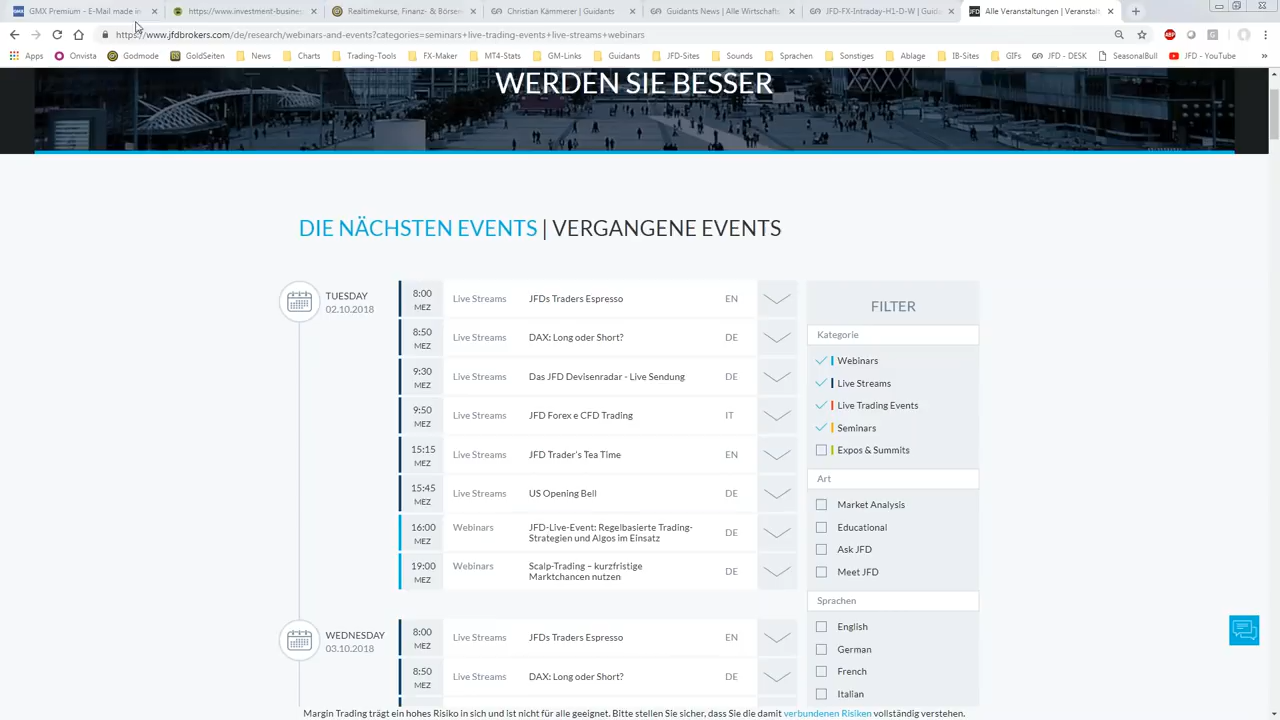 GMX Premium - E-Mail made in
https://www.investment-busines
Realtimekurse, Finanz- & Börsen
Christian Kämmerer | Guidants
Guidants News | Alle Wirtschafts
JFD-FX-Intraday-H1-D-W | Guida
Alle Veranstaltungen | Veranstalt
https://www.jfdbrokers.com/de/research/webinars-and-events?categories=seminars+live-trading-events+live-streams+webinars
Apps Onvista Godmode GoldSeiten News Charts Trading-Tools FX-Maker MT4-Stats GM-Links Guidants JFD-Sites Sounds Sprachen Sonstiges Ablage IB-Sites GIFs JFD - DESK SeasonalBull JFD - YouTube »
WERDEN SIE BESSER
DIE NÄCHSTEN EVENTS | VERGANGENE EVENTS
TUESDAY
02.10.2018
8:00 MEZ Live Streams JFDs Traders Espresso EN
8:50 MEZ Live Streams DAX: Long oder Short? DE
9:30 MEZ Live Streams Das JFD Devisenradar - Live Sendung DE
9:50 MEZ Live Streams JFD Forex e CFD Trading IT
15:15 MEZ Live Streams JFD Trader's Tea Time EN
15:45 MEZ Live Streams US Opening Bell DE
16:00 MEZ Webinars JFD-Live-Event: Regelbasierte Trading-
Strategien und Algos im Einsatz DE
19:00 MEZ Webinars Scalp-Trading – kurzfristige
Marktchancen nutzen DE
WEDNESDAY
03.10.2018
8:00 MEZ Live Streams JFDs Traders Espresso EN
8:50 MEZ Live Streams DAX: Long oder Short? DE
FILTER
Kategorie
Webinars
Live Streams
Live Trading Events
Seminars
Expos & Summits
Art
Market Analysis
Educational
Ask JFD
Meet JFD
Sprachen
English
German
French
Italian
Margin Trading trägt ein hohes Risiko in sich und ist nicht für alle geeignet. Bitte stellen Sie sicher, dass Sie die damit verbundenen Risiken vollständig verstehen.